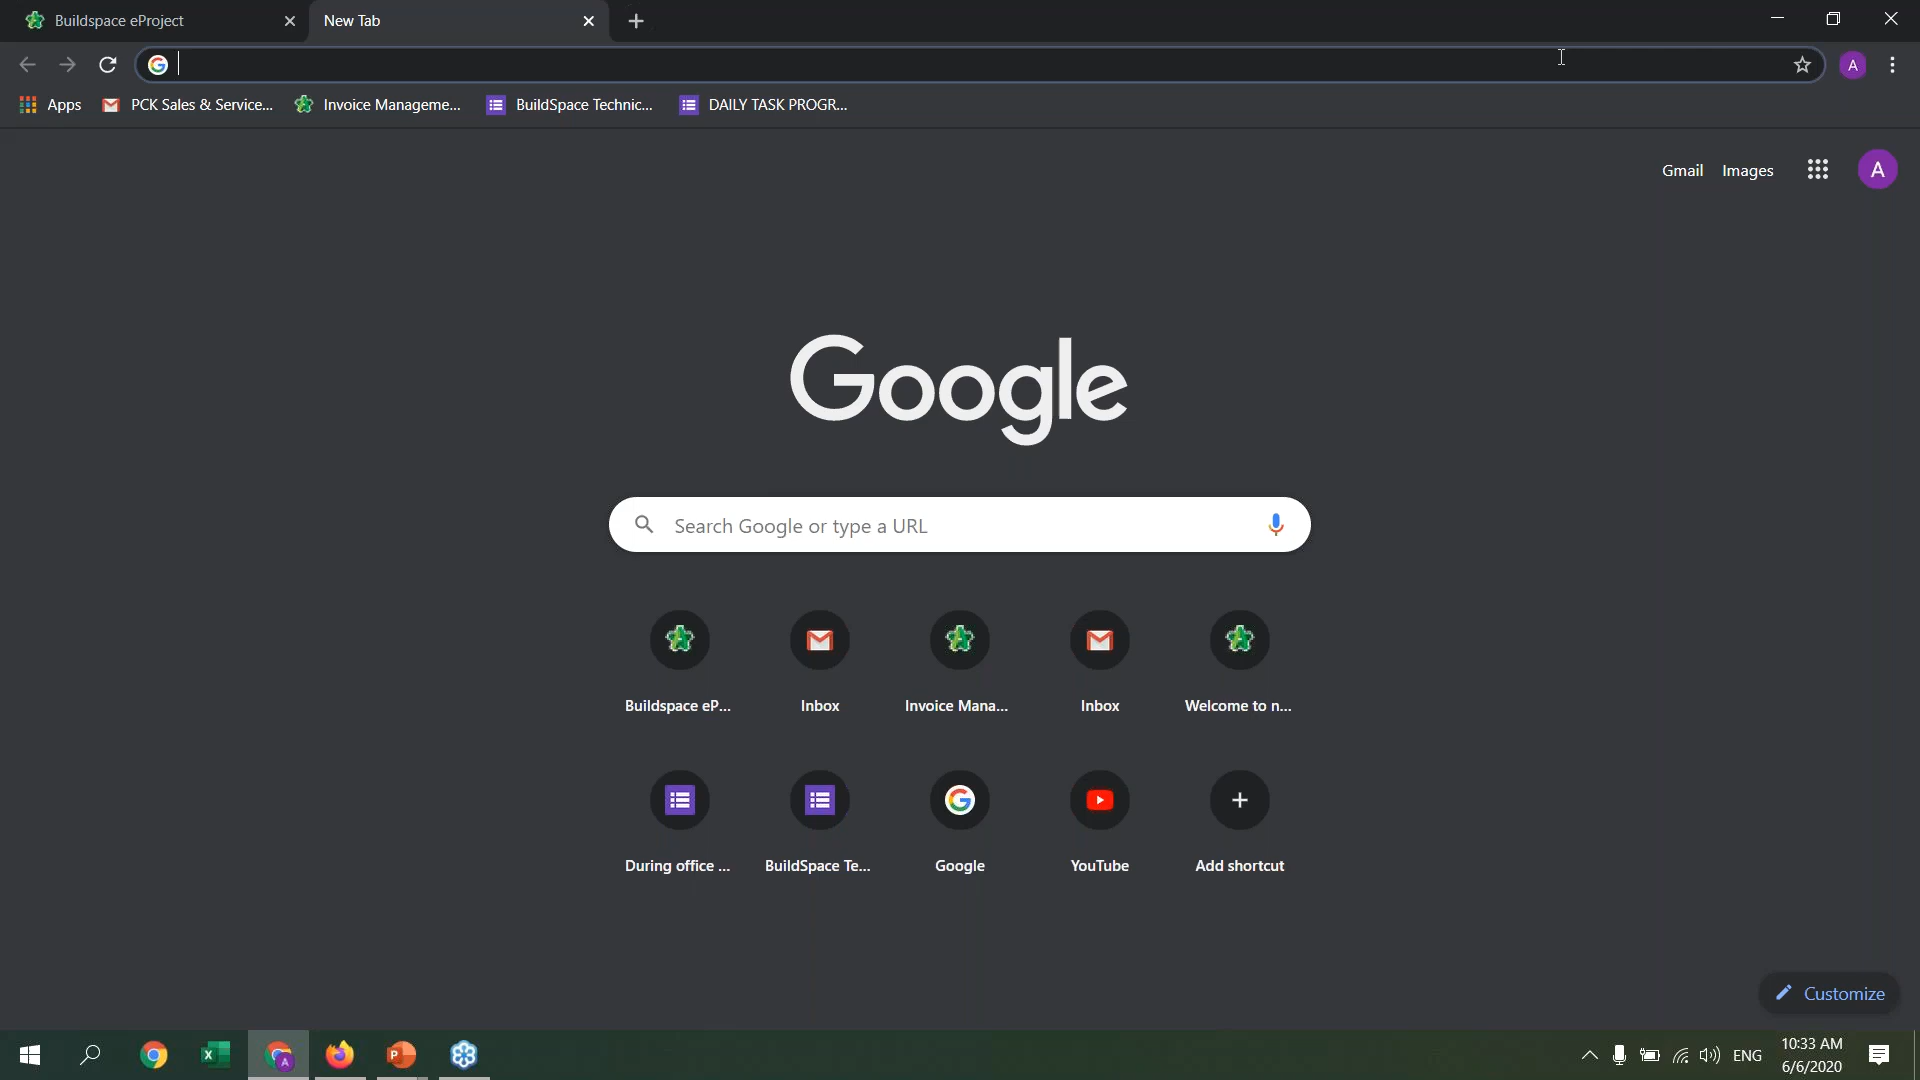 Buildspace eProject
New Tab
A
Apps
PCK Sales & Service...
Invoice Manageme...
BuildSpace Technic...
DAILY TASK PROGR...
Gmail
Images
A
Google
Search Google or type a URL
Buildspace eP...
Inbox
Invoice Mana...
Inbox
Welcome to n...
During office ...
BuildSpace Te...
Google
YouTube
Add shortcut
Customize
ENG
10:33 AM
6/6/2020